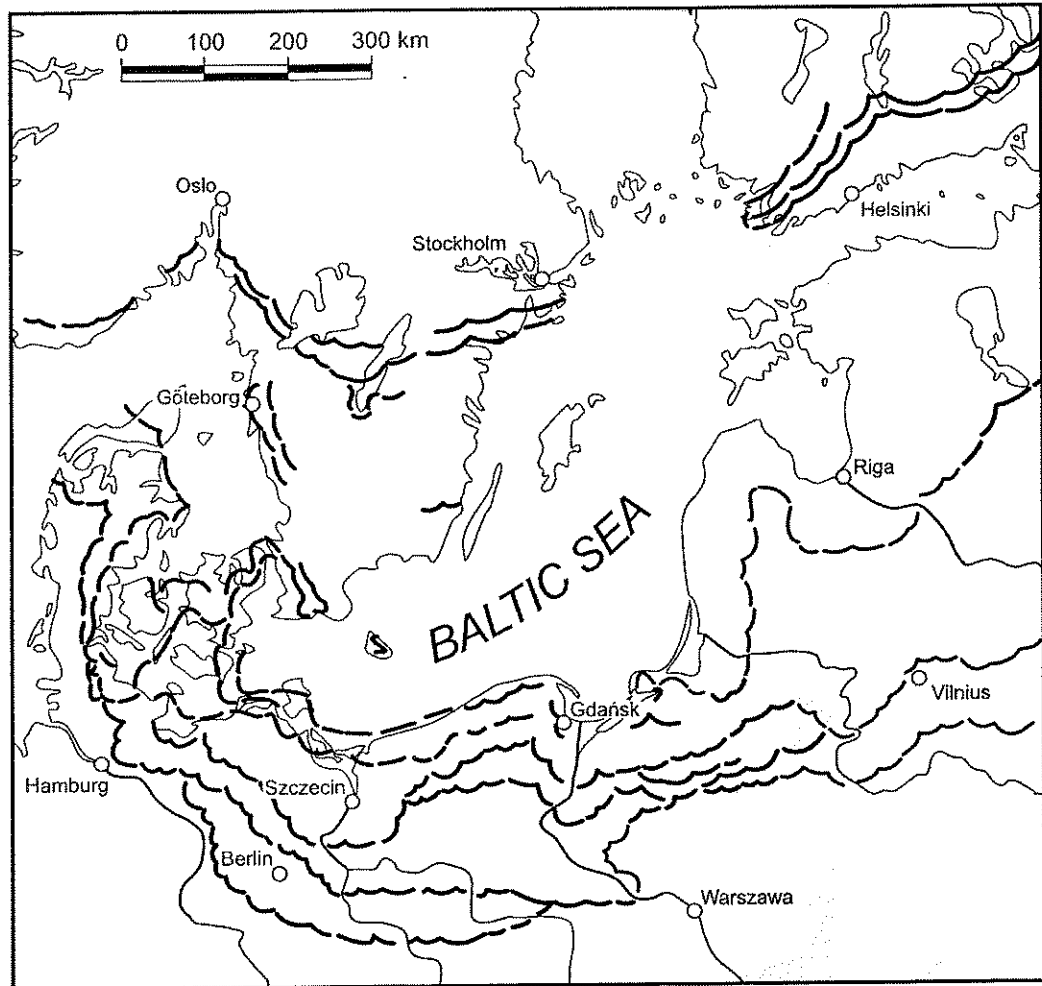 0 100 200 300 km
Oslo
Helsinki
Stockholm
Göteborg
Riga
BALTIC SEA
Vilnius
Gdańsk
Hamburg
Szczecin
Berlin
Warszawa